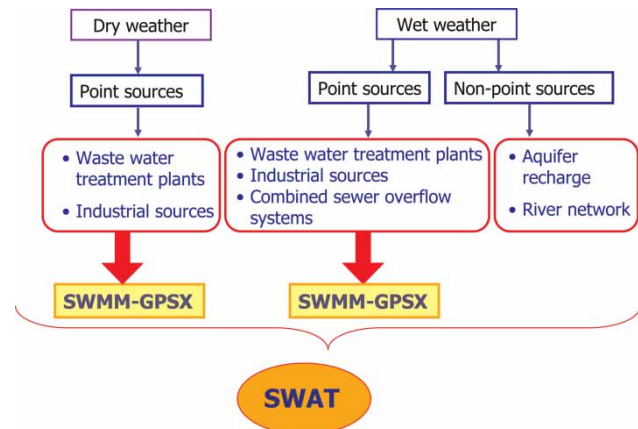 Dry weather
Wet weather
Point sources
Point sources
Non-point sources
• Waste water
treatment plants
• Industrial sources
• Waste water treatment plants
• Industrial sources
• Combined sewer overflow
systems
• Aquifer
recharge
• River network
SWMM-GPSX
SWMM-GPSX
SWAT